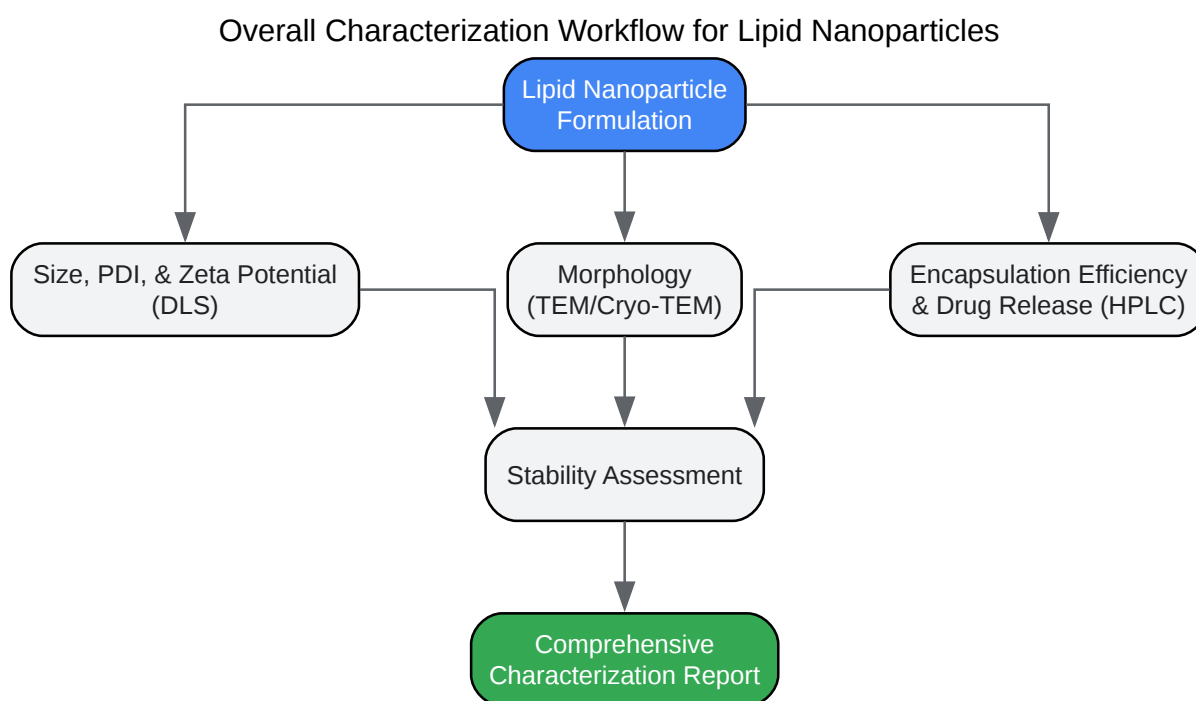 Overall Characterization Workflow for Lipid Nanoparticles
Lipid Nanoparticle
Formulation
Size, PDI, & Zeta Potential
(DLS)
Morphology
(TEM/Cryo-TEM)
Encapsulation Efficiency
& Drug Release (HPLC)
Stability Assessment
Comprehensive
Characterization Report